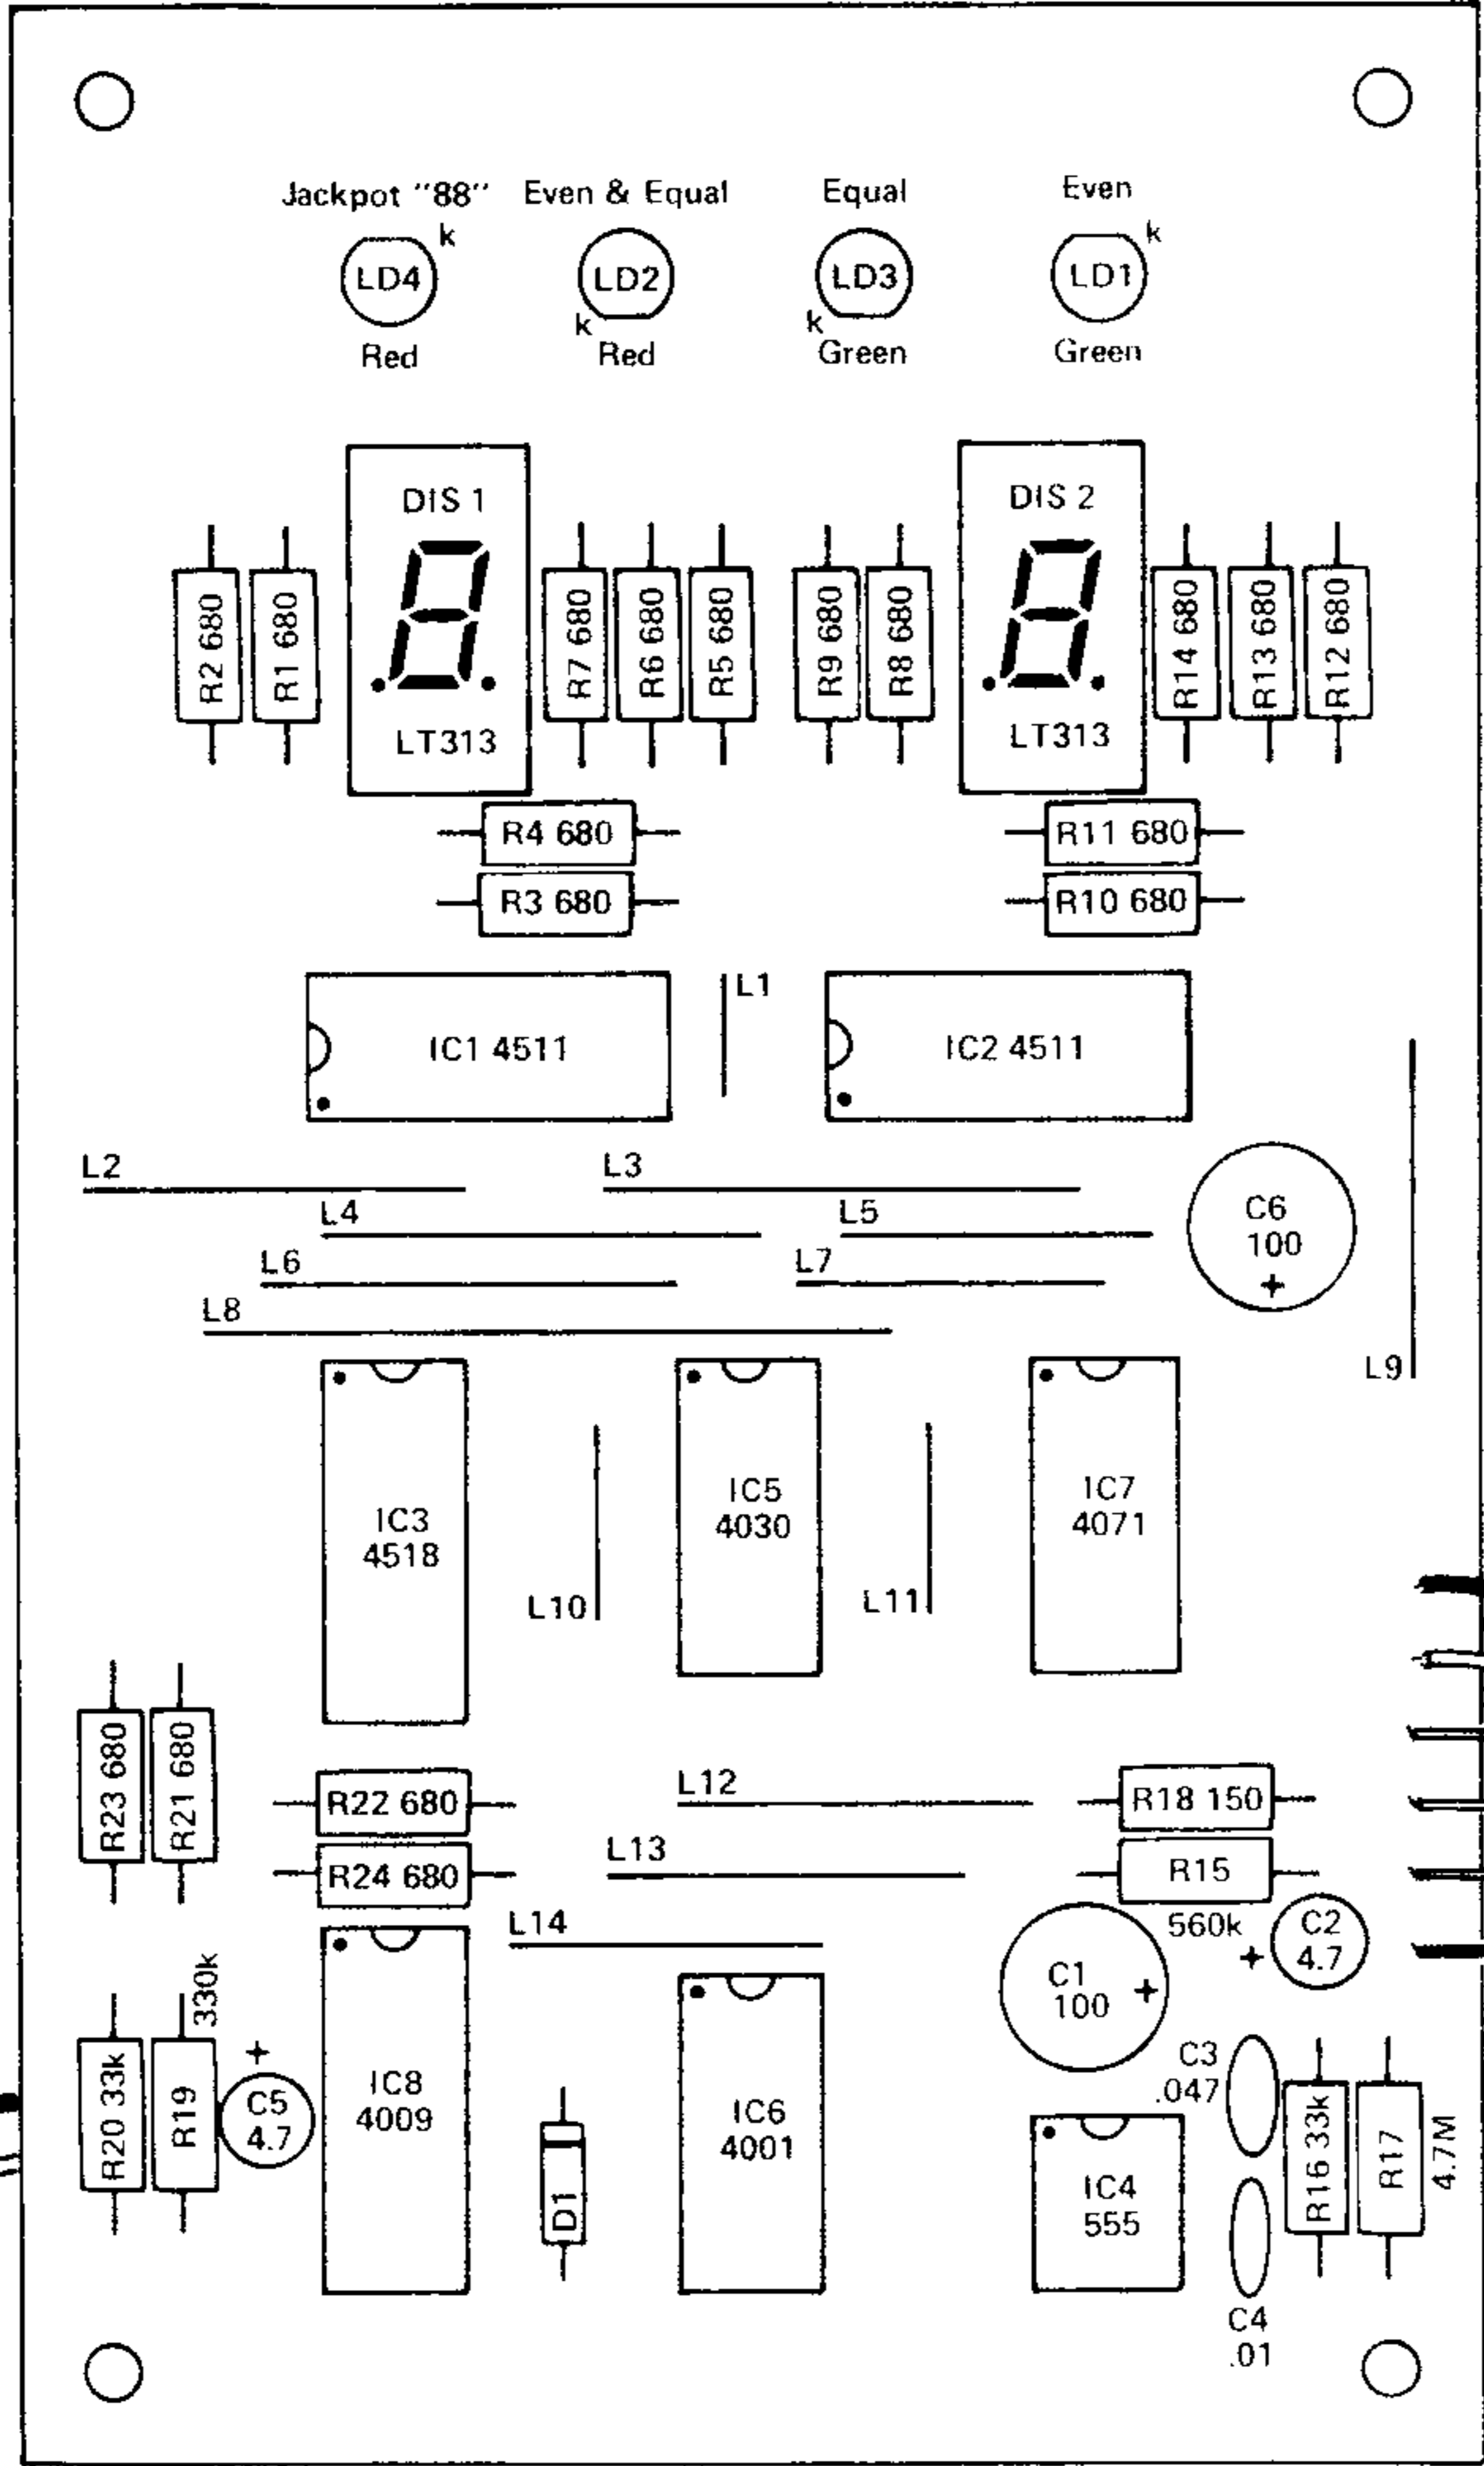 Jackpot "88" Even & Equal Equal Even
k k
LD4 LD2 LD3 LD1
k k
Red Red Green Green
DIS 1 DIS 2
R2 680 R1 680 R7 680 R6 680 R5 680 R9 680 R8 680 R14 680 R13 680 R12 680
LT313 LT313
R4 680 R11 680
R3 680 R10 680
L1
IC1 4511 IC2 4511
L2 L3
L4 L5
C6
100
+
L6 L7
L8
L9
IC3
4518
IC5
4030
IC7
4071
L10 L11
R23 680 R21 680
R22 680 L12 R18 150
R24 680 L13 R15
560k
L14
C2
4.7
+
C1
100 +
330k
R20 33k R19
+
C5
4.7
IC8
4009
D1
IC6
4001
C3
.047
IC4
555
R16 33k R17 4.7M
C4
.01